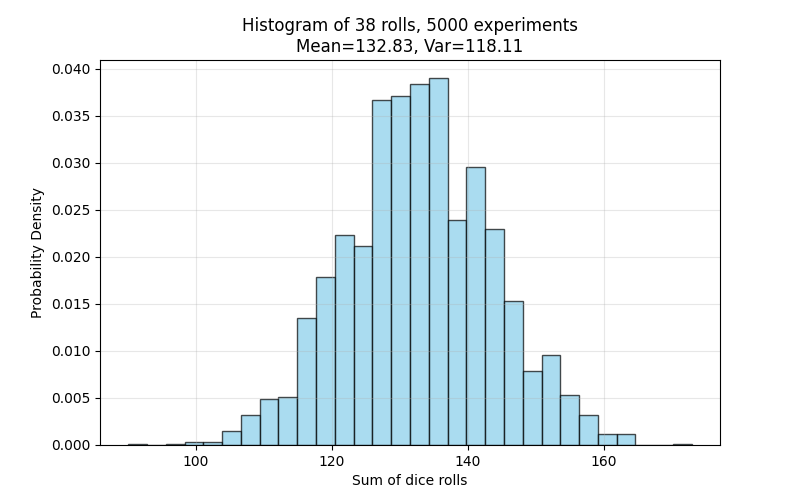 Histogram of 38 rolls, 5000 experiments
Mean=132.83, Var=118.11
0.040
0.035
0.030
0.025
0.020
0.015
0.010
0.005
0.000
Probability Density
100 120 140 160
Sum of dice rolls